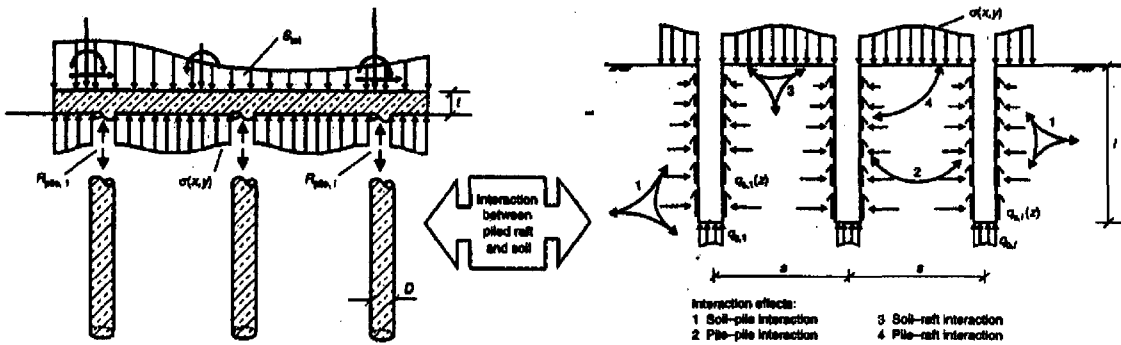 σ(x,y)
t
R_pile,1
σ(x,y)
R_pile,i
D
Interaction
between
piled raft
and soil
σ(x,y)
3
4
1
1
2
l
q_s,1(z)
q_s,i(z)
q_b,1
q_b,i
s
s
Interaction effects:
1 Soil–pile interaction
2 Pile–pile interaction
3 Soil–raft interaction
4 Pile–raft interaction